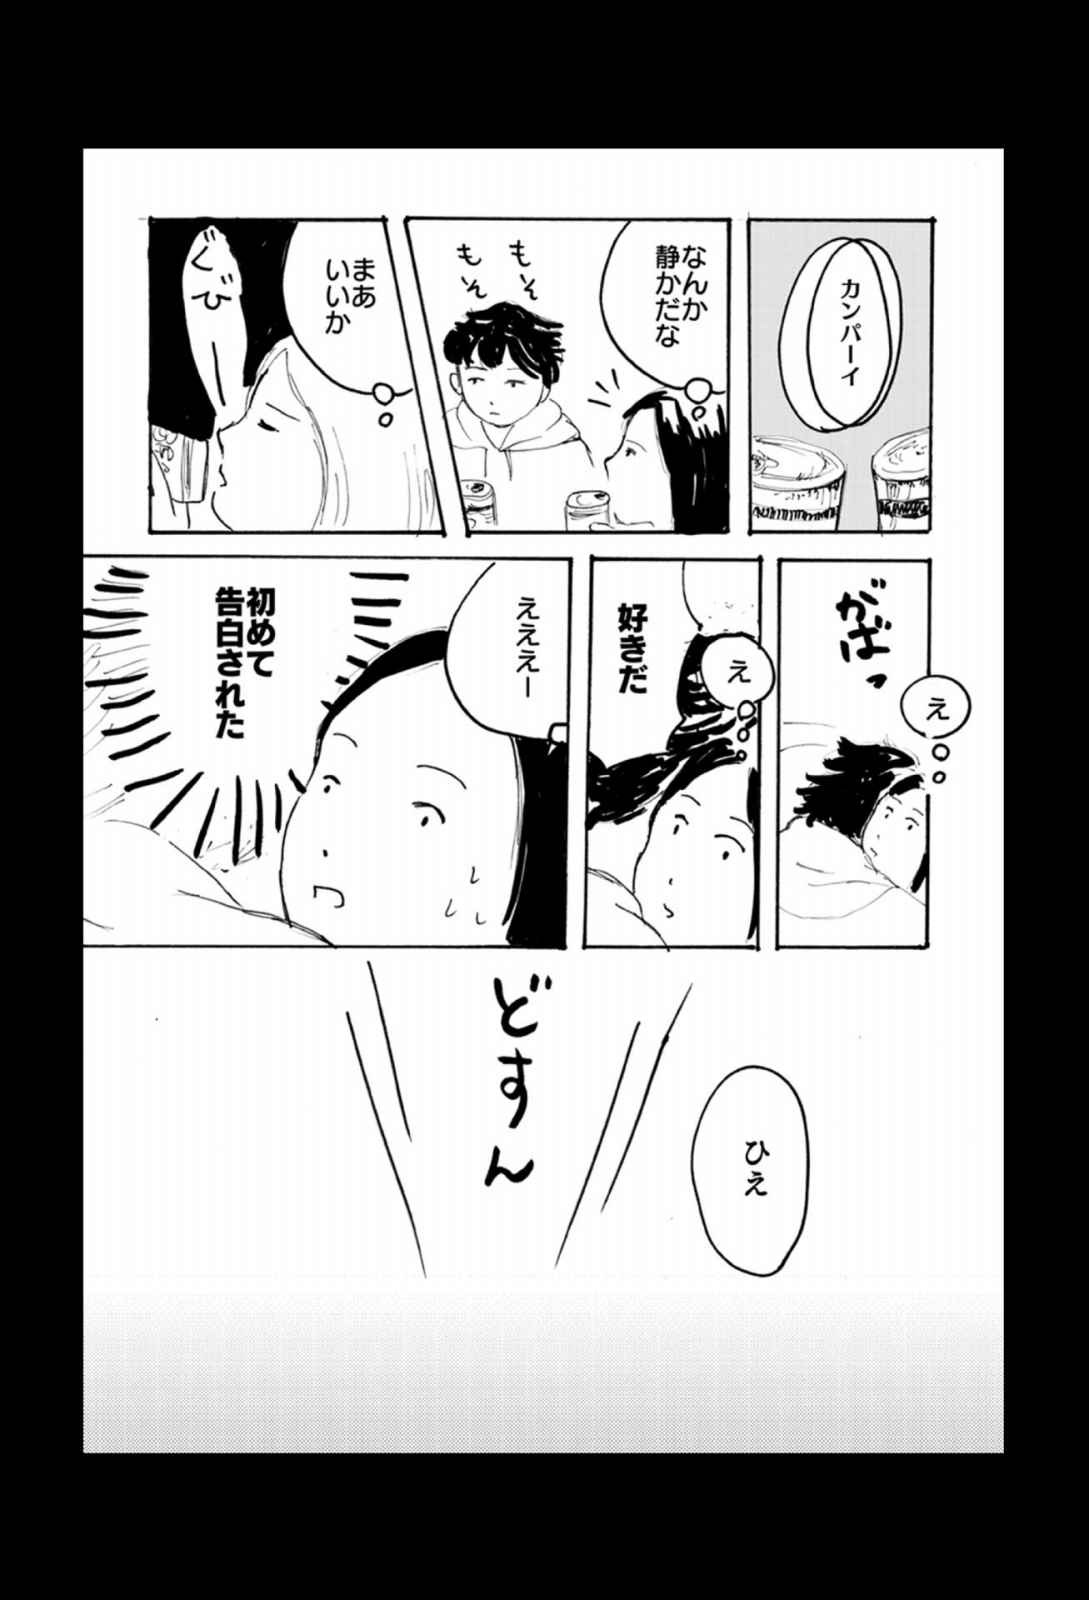 カンパーイ
なんか
静かだな
もそ
もそ
まあ
いいか
ぐびー
がばっ
え
え
好きだ
えええー
初めて
告白された
どすん
ひえ